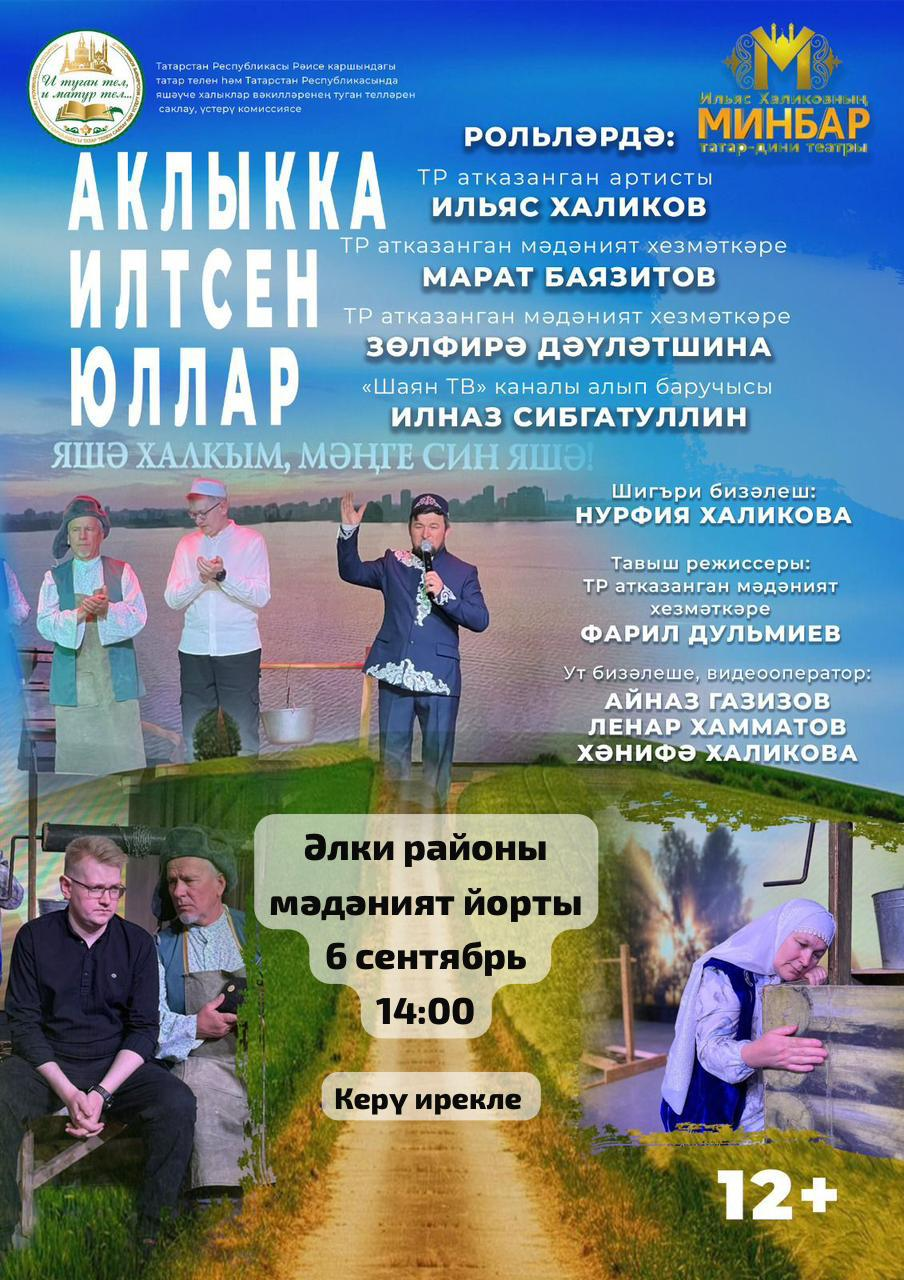 И туган тел,
и матур тел...
Татарстан Республикасы Рәисе каршындагы
татар телен һәм Татарстан Республикасында
яшәүче халыклар вәкилләренең туган телләрен
саклау, үстерү комиссиясе
Ильяс Халиковның
МИНБАР
татар-дини театры
АКЛЫККА
ИЛТСЕН
ЮЛЛАР
ЯШӘ ХАЛКЫМ, МӘҢГЕ СИН ЯШӘ!
РОЛЬЛӘРДӘ:
ТР атказанган артисты
ИЛЬЯС ХАЛИКОВ
ТР атказанган мәдәният хезмәткәре
МАРАТ БАЯЗИТОВ
ТР атказанган мәдәният хезмәткәре
ЗӨЛФИРӘ ДӘҮЛӘТШИНА
«Шаян ТВ» каналы алып баручысы
ИЛНАЗ СИБГАТУЛЛИН
Шигъри бизәлеш:
НУРФИЯ ХАЛИКОВА
Тавыш режиссеры:
ТР атказанган мәдәният
хезмәткәре
ФАРИЛ ДУЛЬМИЕВ
Ут бизәлеше, видеооператор:
АЙНАЗ ГАЗИЗОВ
ЛЕНАР ХАММАТОВ
ХӘНИФӘ ХАЛИКОВА
Әлки районы
мәдәният йорты
6 сентябрь
14:00
Керү ирекле
12+